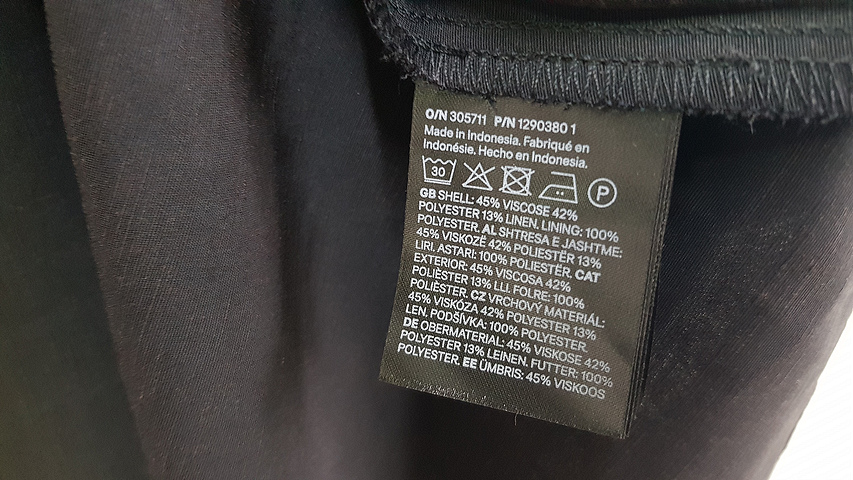 O/N 305711 P/N 1290380 1
Made in Indonesia. Fabriqué en
Indonésie. Hecho en Indonesia.
30 P
GB SHELL: 45% VISCOSE 42%
POLYESTER 13% LINEN. LINING: 100%
POLYESTER. AL SHTRESA E JASHTME:
45% VISKOZË 42% POLIESTËR 13%
LIRI. ASTARI: 100% POLIESTËR. CAT
EXTERIOR: 45% VISCOSA 42%
POLIÈSTER 13% LLI. FOLRE: 100%
POLIÈSTER. CZ VRCHOVÝ MATERIÁL:
45% VISKÓZA 42% POLYESTER 13%
LEN. PODŠÍVKA: 100% POLYESTER.
DE OBERMATERIAL: 45% VISKOSE 42%
POLYESTER 13% LEINEN. FUTTER: 100%
POLYESTER. EE ÜMBRIS: 45% VISKOOS